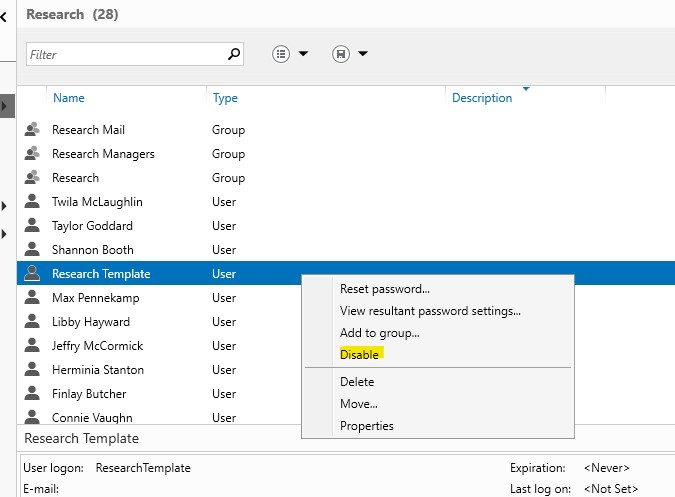 Research (28)
Filter
Name Type Description
Research Mail Group
Research Managers Group
Research Group
Twila McLaughlin User
Taylor Goddard User
Shannon Booth User
Research Template User
Max Pennekamp User
Libby Hayward User
Jeffry McCormick User
Herminia Stanton User
Finlay Butcher User
Connie Vaughn User
Reset password...
View resultant password settings...
Add to group...
Disable
Delete
Move...
Properties
Research Template
User logon: ResearchTemplate Expiration: <Never>
E-mail: Last log on: <Not Set>